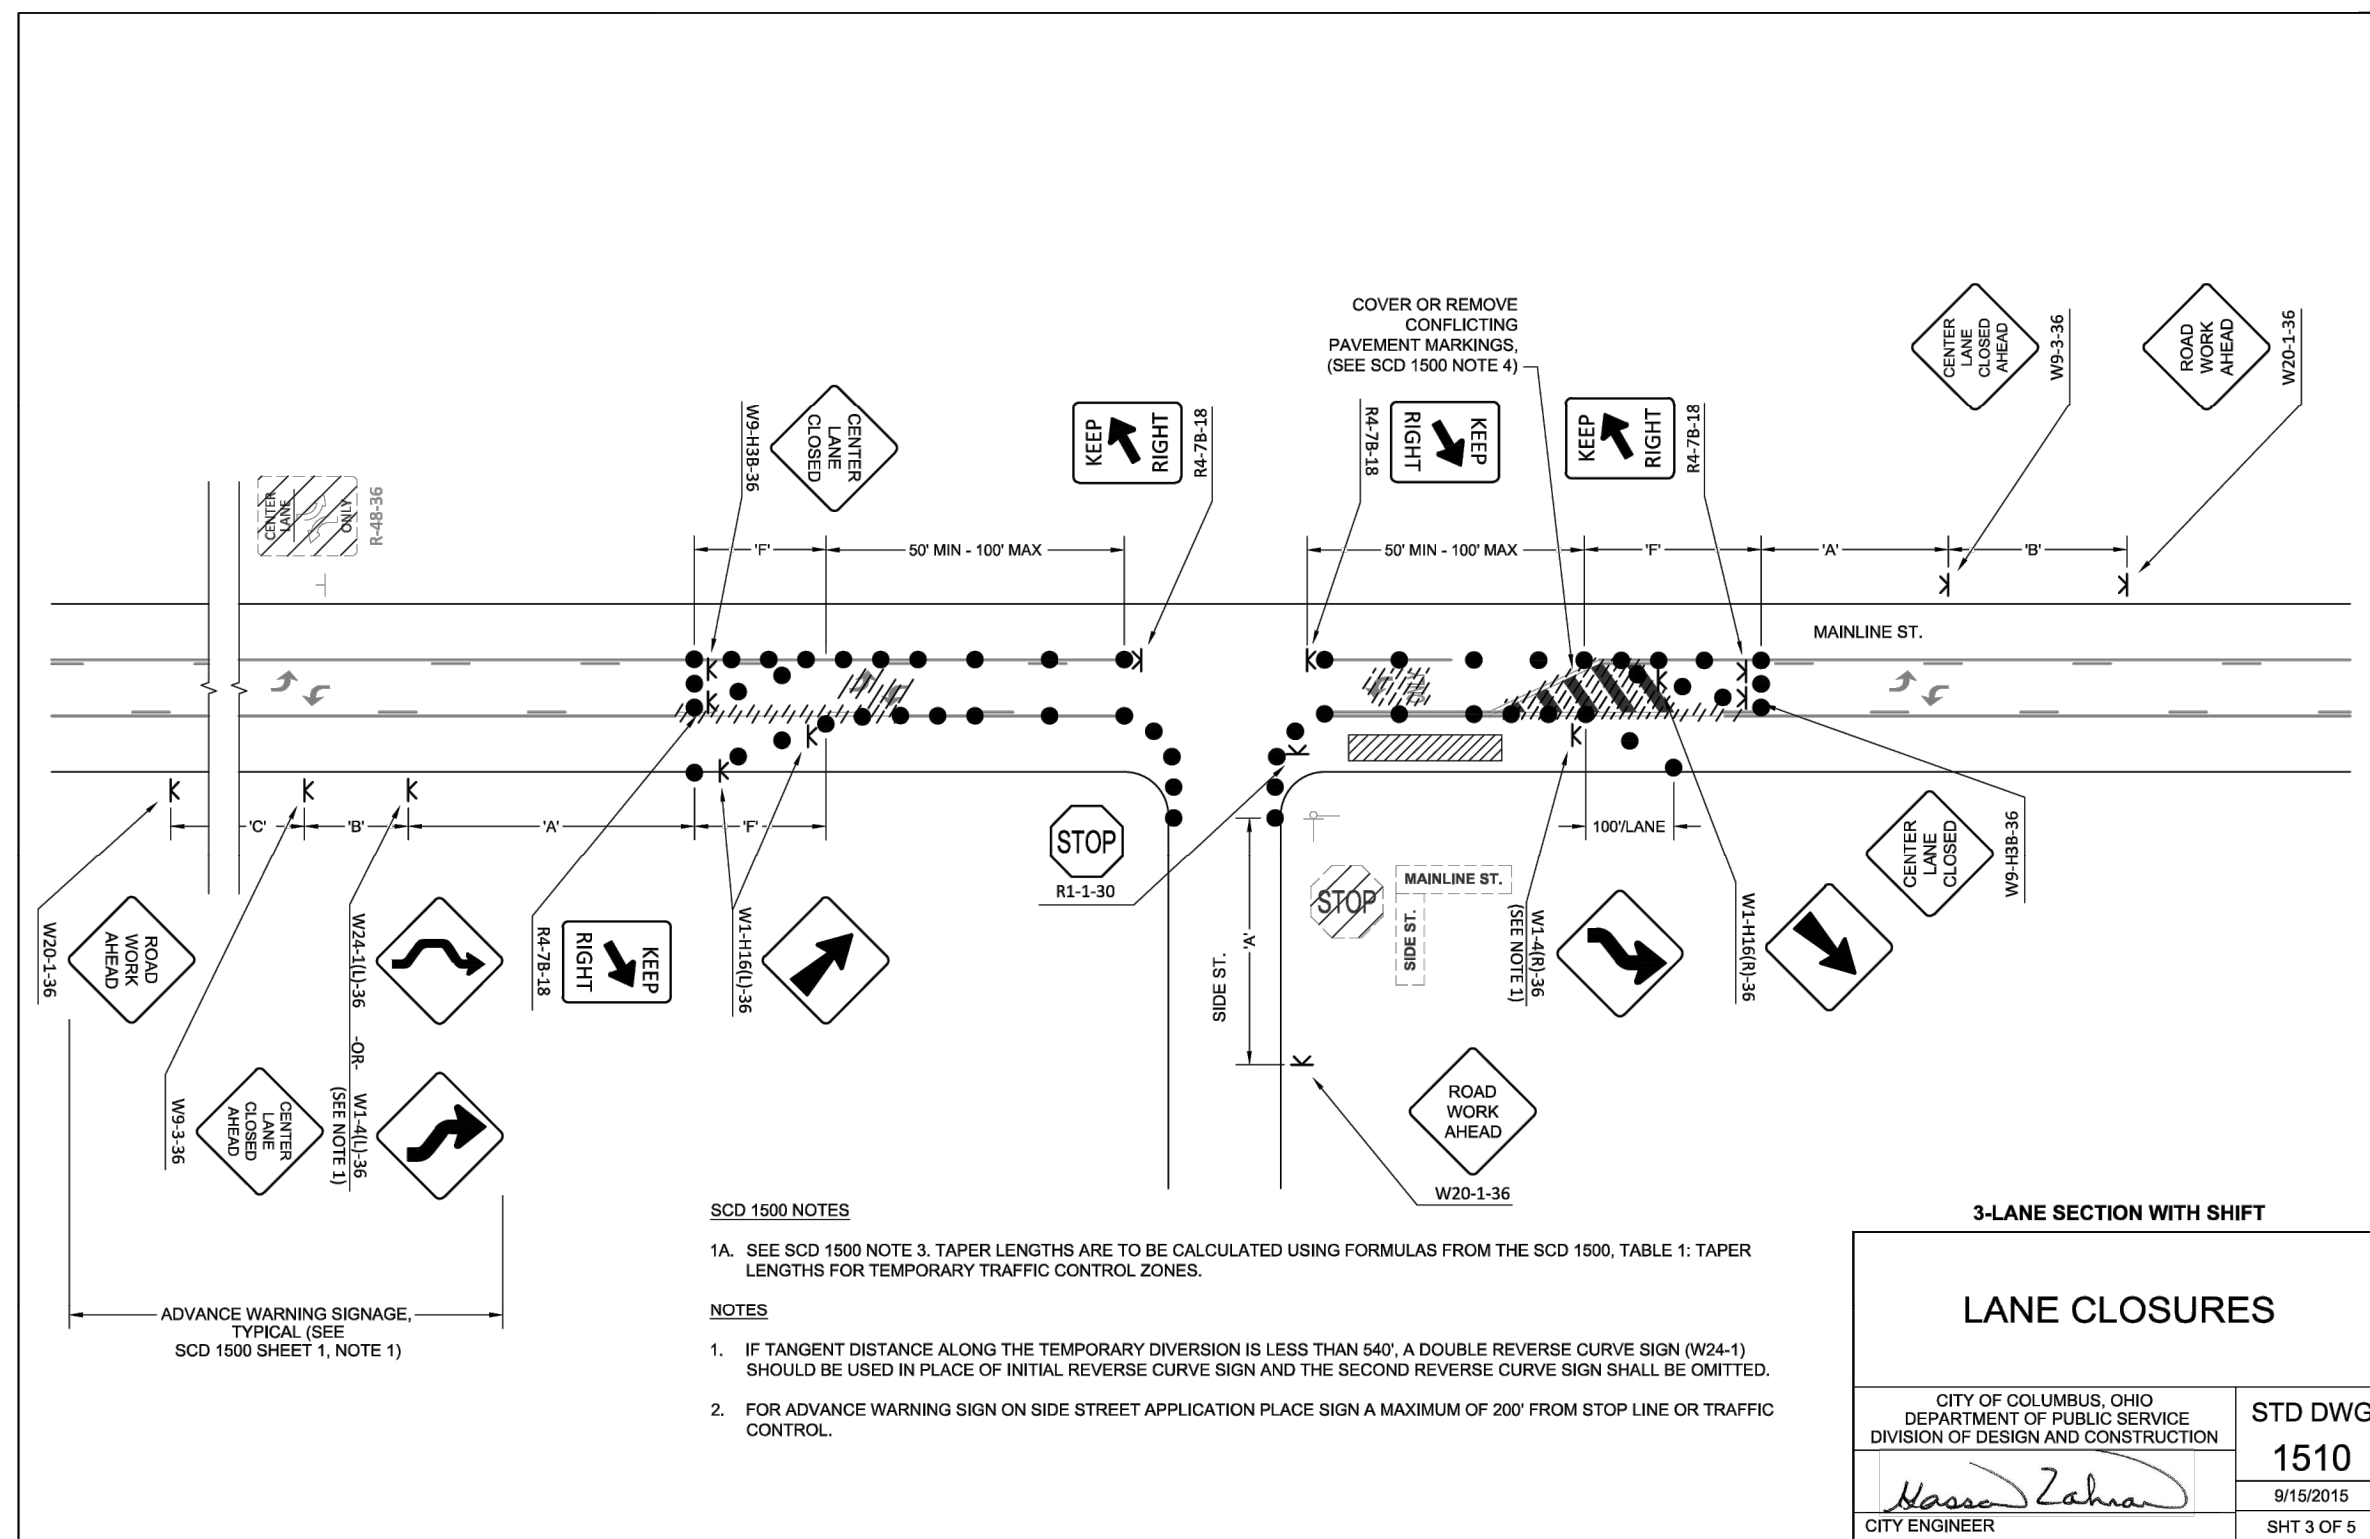 COVER OR REMOVE
CONFLICTING
PAVEMENT MARKINGS,
(SEE SCD 1500 NOTE 4)
CENTER
LANE
CLOSED
AHEAD
W9-3-36
ROAD
WORK
AHEAD
W20-1-36
CENTER
LANE
ONLY
R-48-36
W9-H3B-36
CENTER
LANE
CLOSED
KEEP
RIGHT
R4-7B-18
R4-7B-18
KEEP
RIGHT
KEEP
RIGHT
R4-7B-18
'F'
50' MIN - 100' MAX
50' MIN - 100' MAX
'F'
'A'
'B'
MAINLINE ST.
'C'
'B'
'A'
'F'
100'/LANE
STOP
R1-1-30
STOP
MAINLINE ST.
SIDE ST.
SIDE ST.
'A'
W20-1-36
ROAD
WORK
AHEAD
W24-1(L)-36
-OR-
W1-4(L)-36
(SEE NOTE 1)
W9-3-36
CENTER
LANE
CLOSED
AHEAD
R4-7B-18
KEEP
RIGHT
W1-H16(L)-36
W1-4(R)-36
(SEE NOTE 1)
W1-H16(R)-36
CENTER
LANE
CLOSED
W9-H3B-36
ROAD
WORK
AHEAD
W20-1-36
ADVANCE WARNING SIGNAGE,
TYPICAL (SEE
SCD 1500 SHEET 1, NOTE 1)
SCD 1500 NOTES
1A. SEE SCD 1500 NOTE 3. TAPER LENGTHS ARE TO BE CALCULATED USING FORMULAS FROM THE SCD 1500, TABLE 1: TAPER
LENGTHS FOR TEMPORARY TRAFFIC CONTROL ZONES.
NOTES
1. IF TANGENT DISTANCE ALONG THE TEMPORARY DIVERSION IS LESS THAN 540', A DOUBLE REVERSE CURVE SIGN (W24-1)
SHOULD BE USED IN PLACE OF INITIAL REVERSE CURVE SIGN AND THE SECOND REVERSE CURVE SIGN SHALL BE OMITTED.
2. FOR ADVANCE WARNING SIGN ON SIDE STREET APPLICATION PLACE SIGN A MAXIMUM OF 200' FROM STOP LINE OR TRAFFIC
CONTROL.
3-LANE SECTION WITH SHIFT
LANE CLOSURES
CITY OF COLUMBUS, OHIO
DEPARTMENT OF PUBLIC SERVICE
DIVISION OF DESIGN AND CONSTRUCTION
STD DWG
1510
9/15/2015
SHT 3 OF 5
CITY ENGINEER